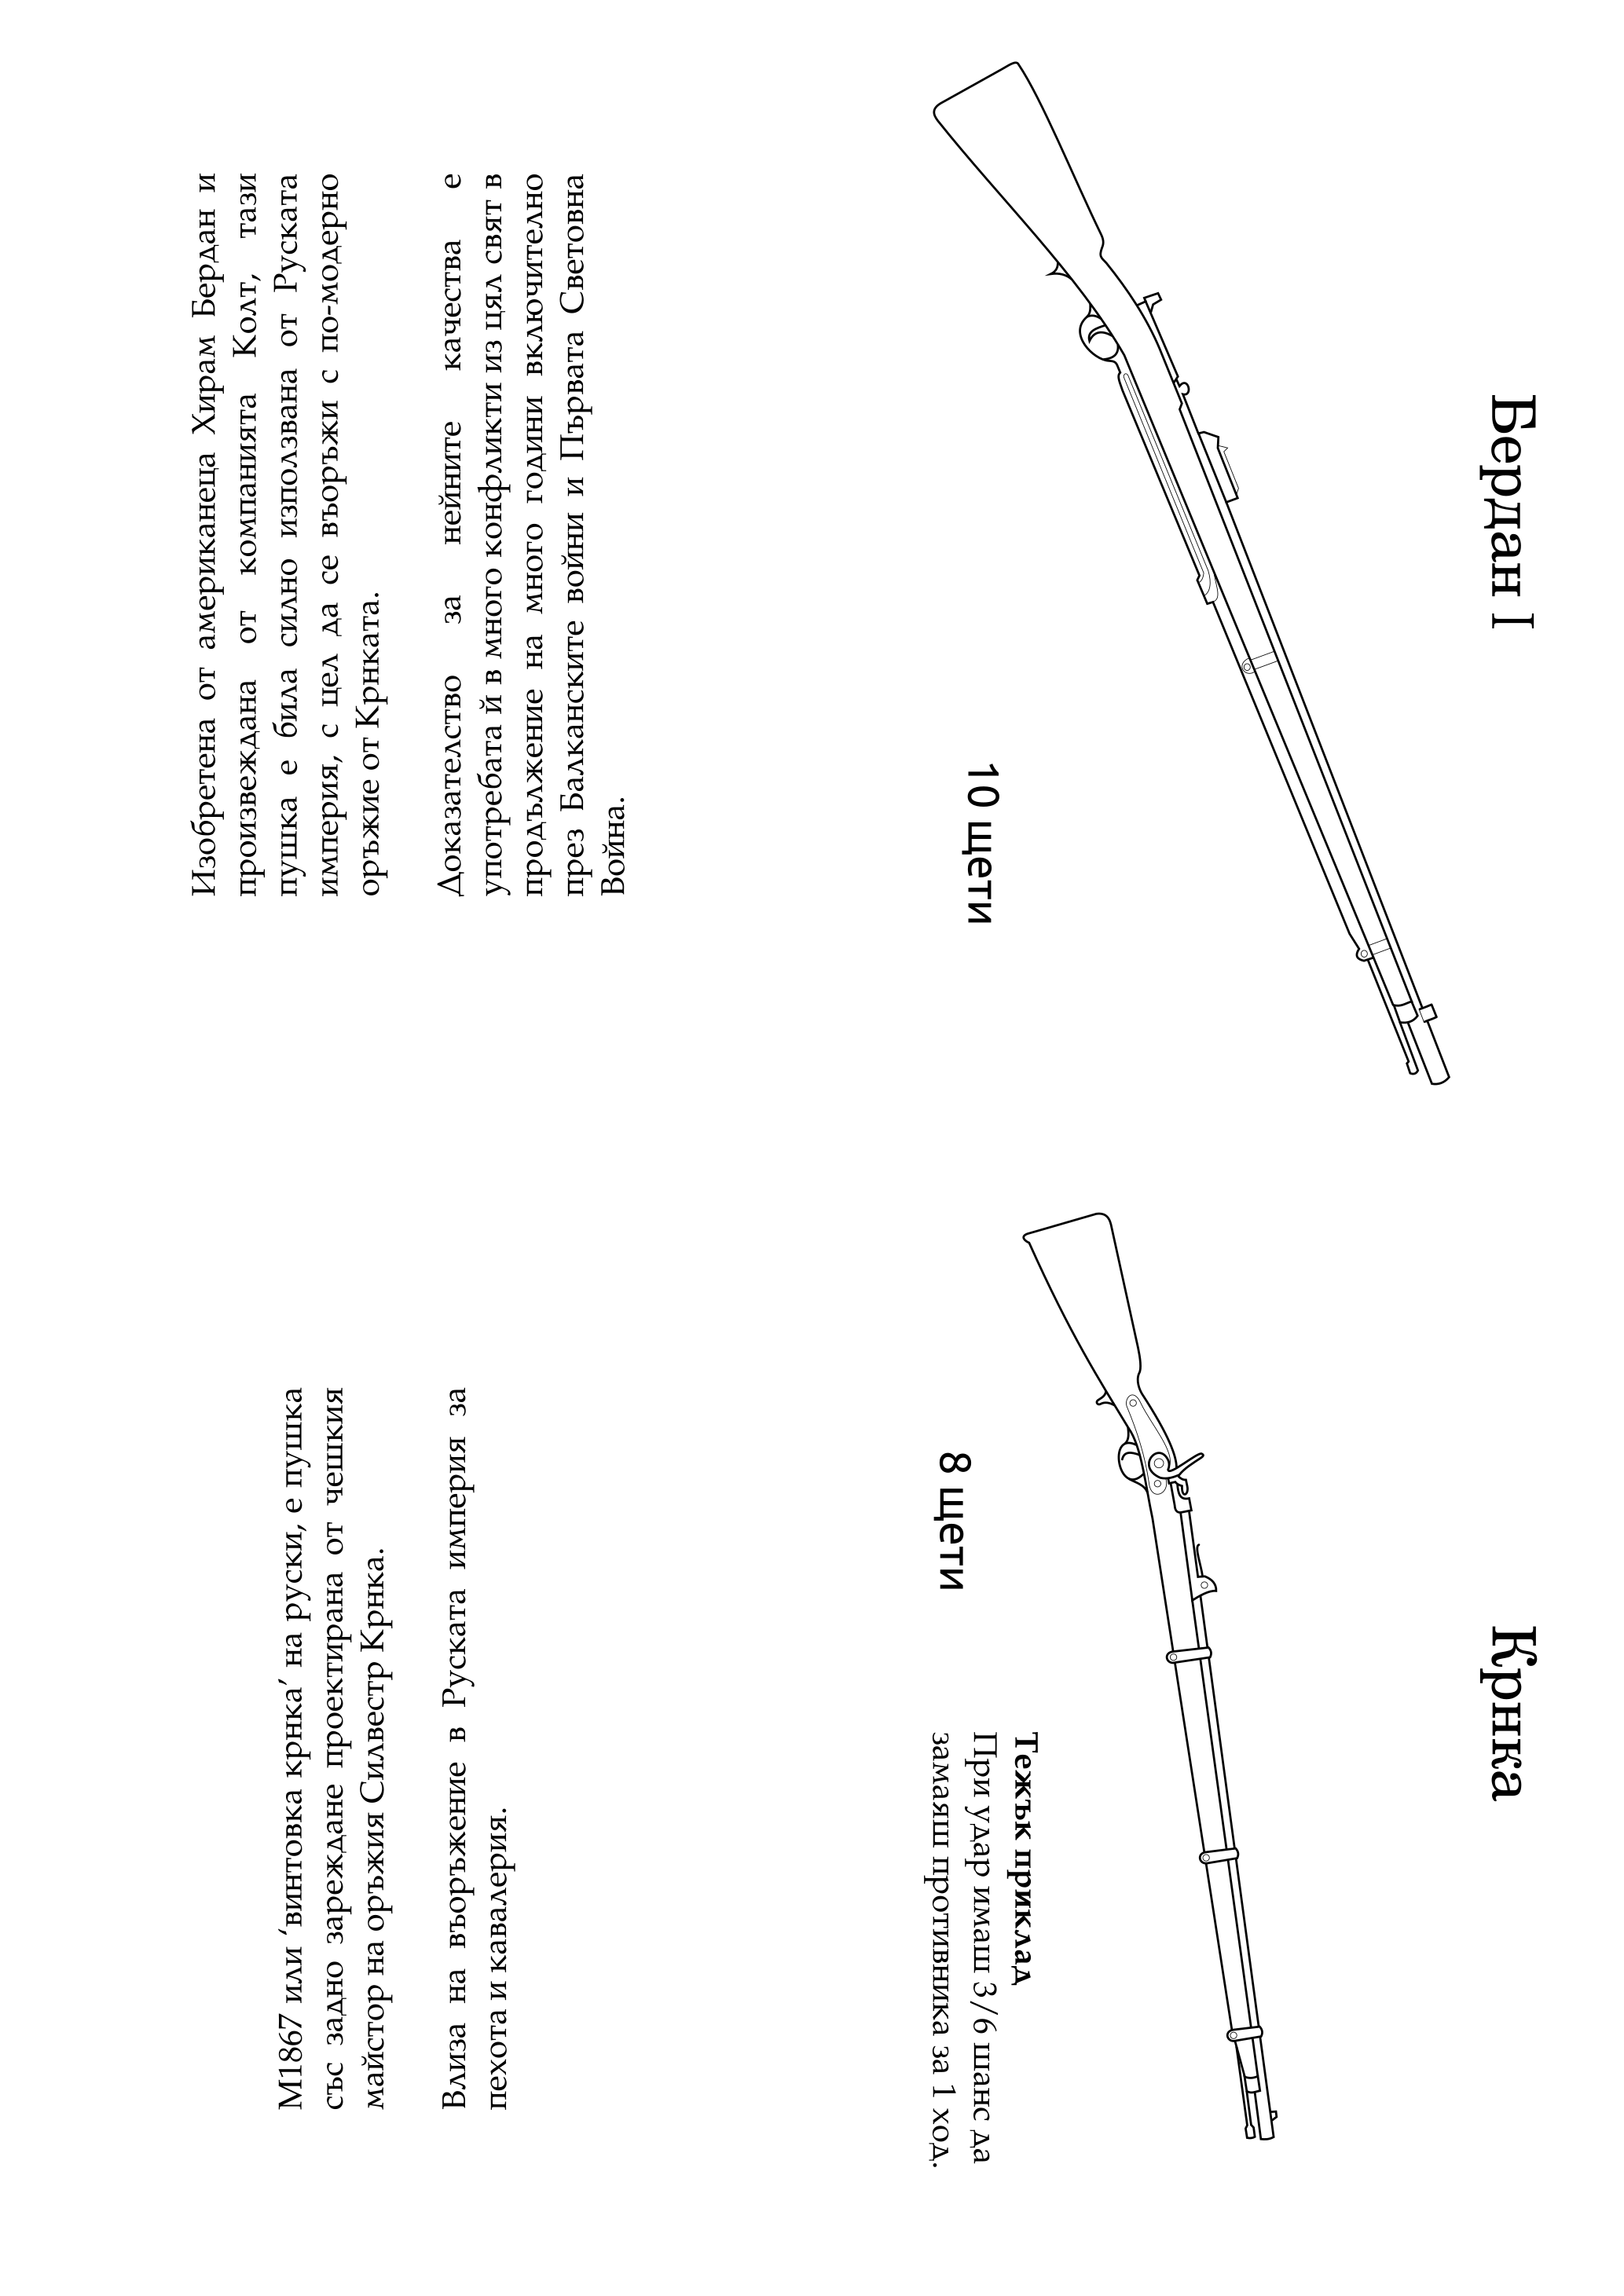 Бердан I
10 щети
Изобретена от американеца Хирам Бердан и
произвеждана от компанията Колт, тази
пушка е била силно използвана от Руската
империя, с цел да се въоръжи с по-модерно
оръжие от Крнката.
Доказателство за нейните качества е
употребата й в много конфликти из цял свят в
продължение на много години включително
през Балканските войни и Първата Световна
Война.
Крнка
8 щети
Тежък приклад
При удар имаш 3/6 шанс да
замаяш противника за 1 ход.
М1867 или ‘винтовка крнка’ на руски, е пушка
със задно зареждане проектирана от чешкия
майстор на оръжия Силвестр Крнка.
Влиза на въоръжение в Руската империя за
пехота и кавалерия.